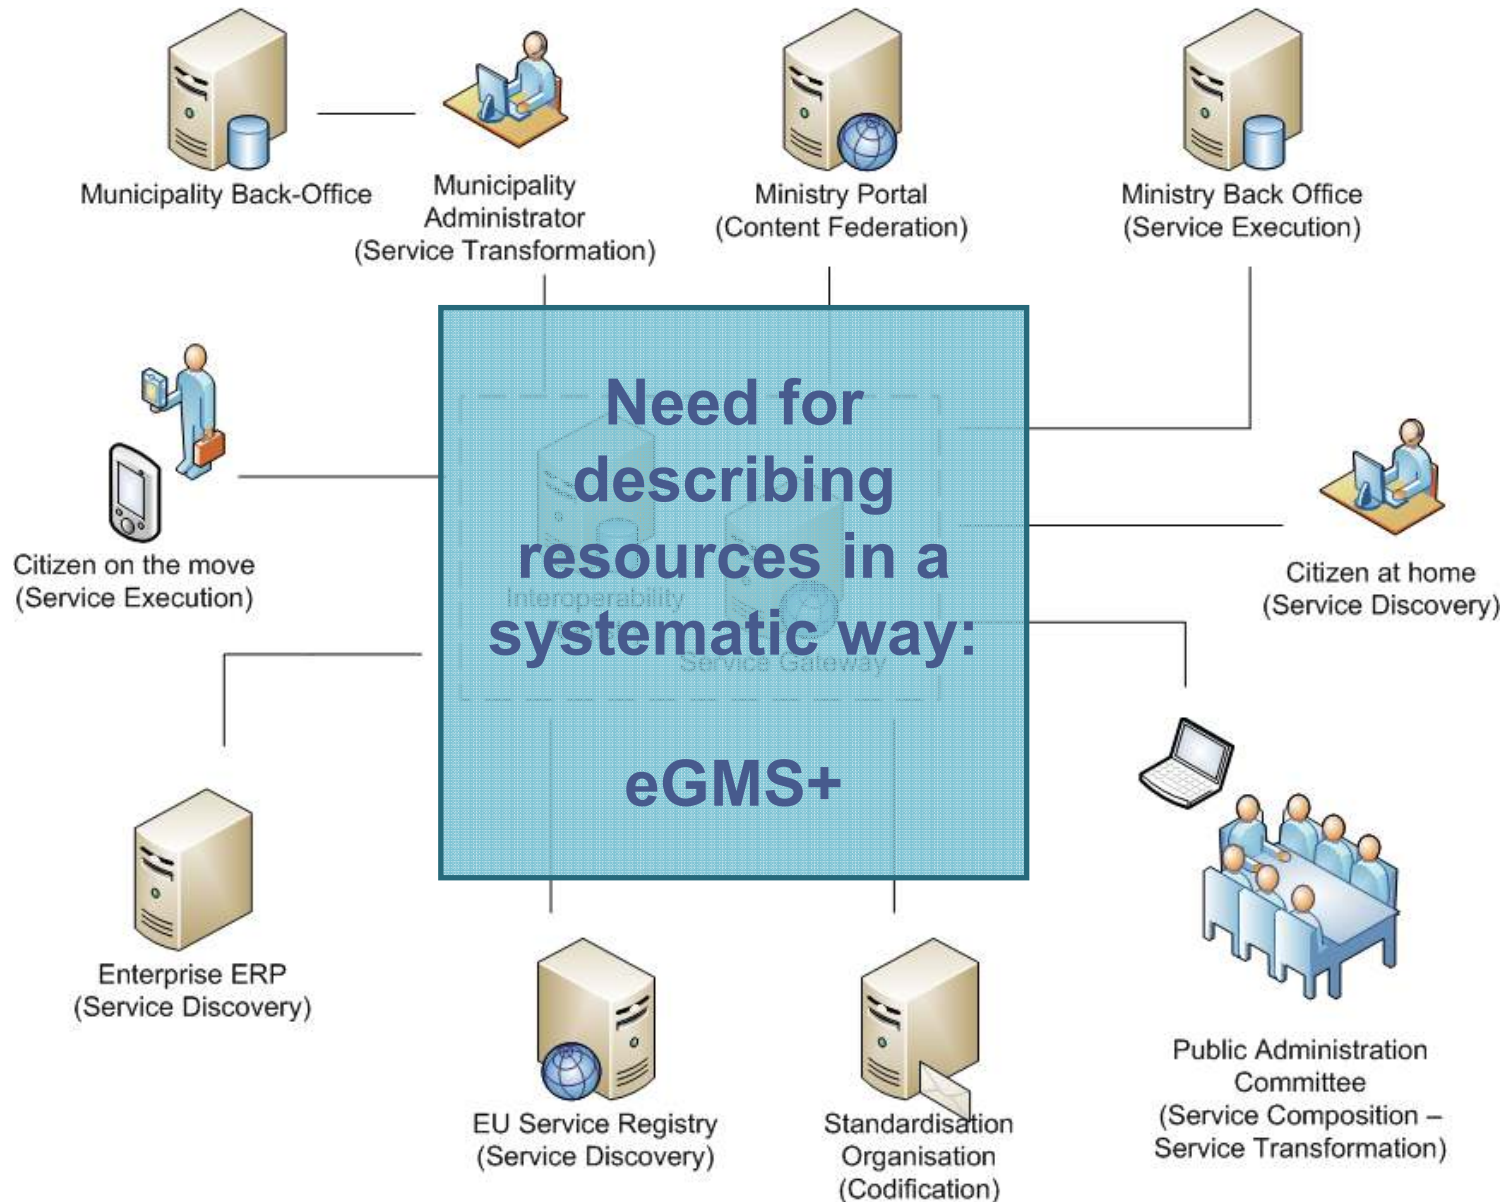 Municipality Back-Office
Municipality
Administrator
(Service Transformation)
Ministry Portal
(Content Federation)
Ministry Back Office
(Service Execution)
Need for
describing
resources in a
systematic way:
eGMS+
Interoperability
Service Gateway
Citizen on the move
(Service Execution)
Citizen at home
(Service Discovery)
Enterprise ERP
(Service Discovery)
EU Service Registry
(Service Discovery)
Standardisation
Organisation
(Codification)
Public Administration
Committee
(Service Composition –
Service Transformation)